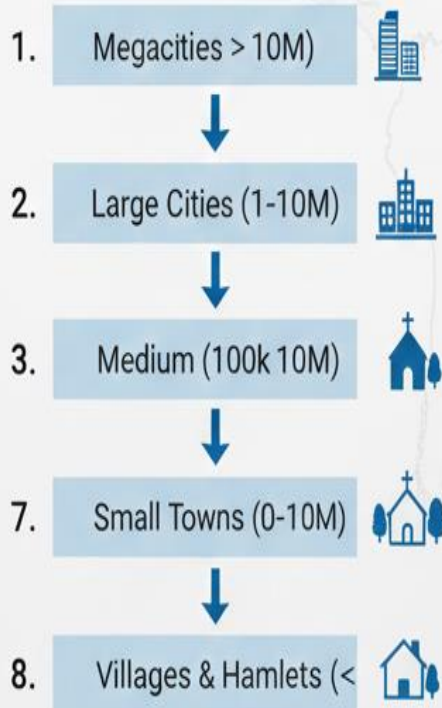 1. Megacities > 10M)
2. Large Cities (1-10M)
3. Medium (100k 10M)
7. Small Towns (0-10M)
8. Villages & Hamlets (<